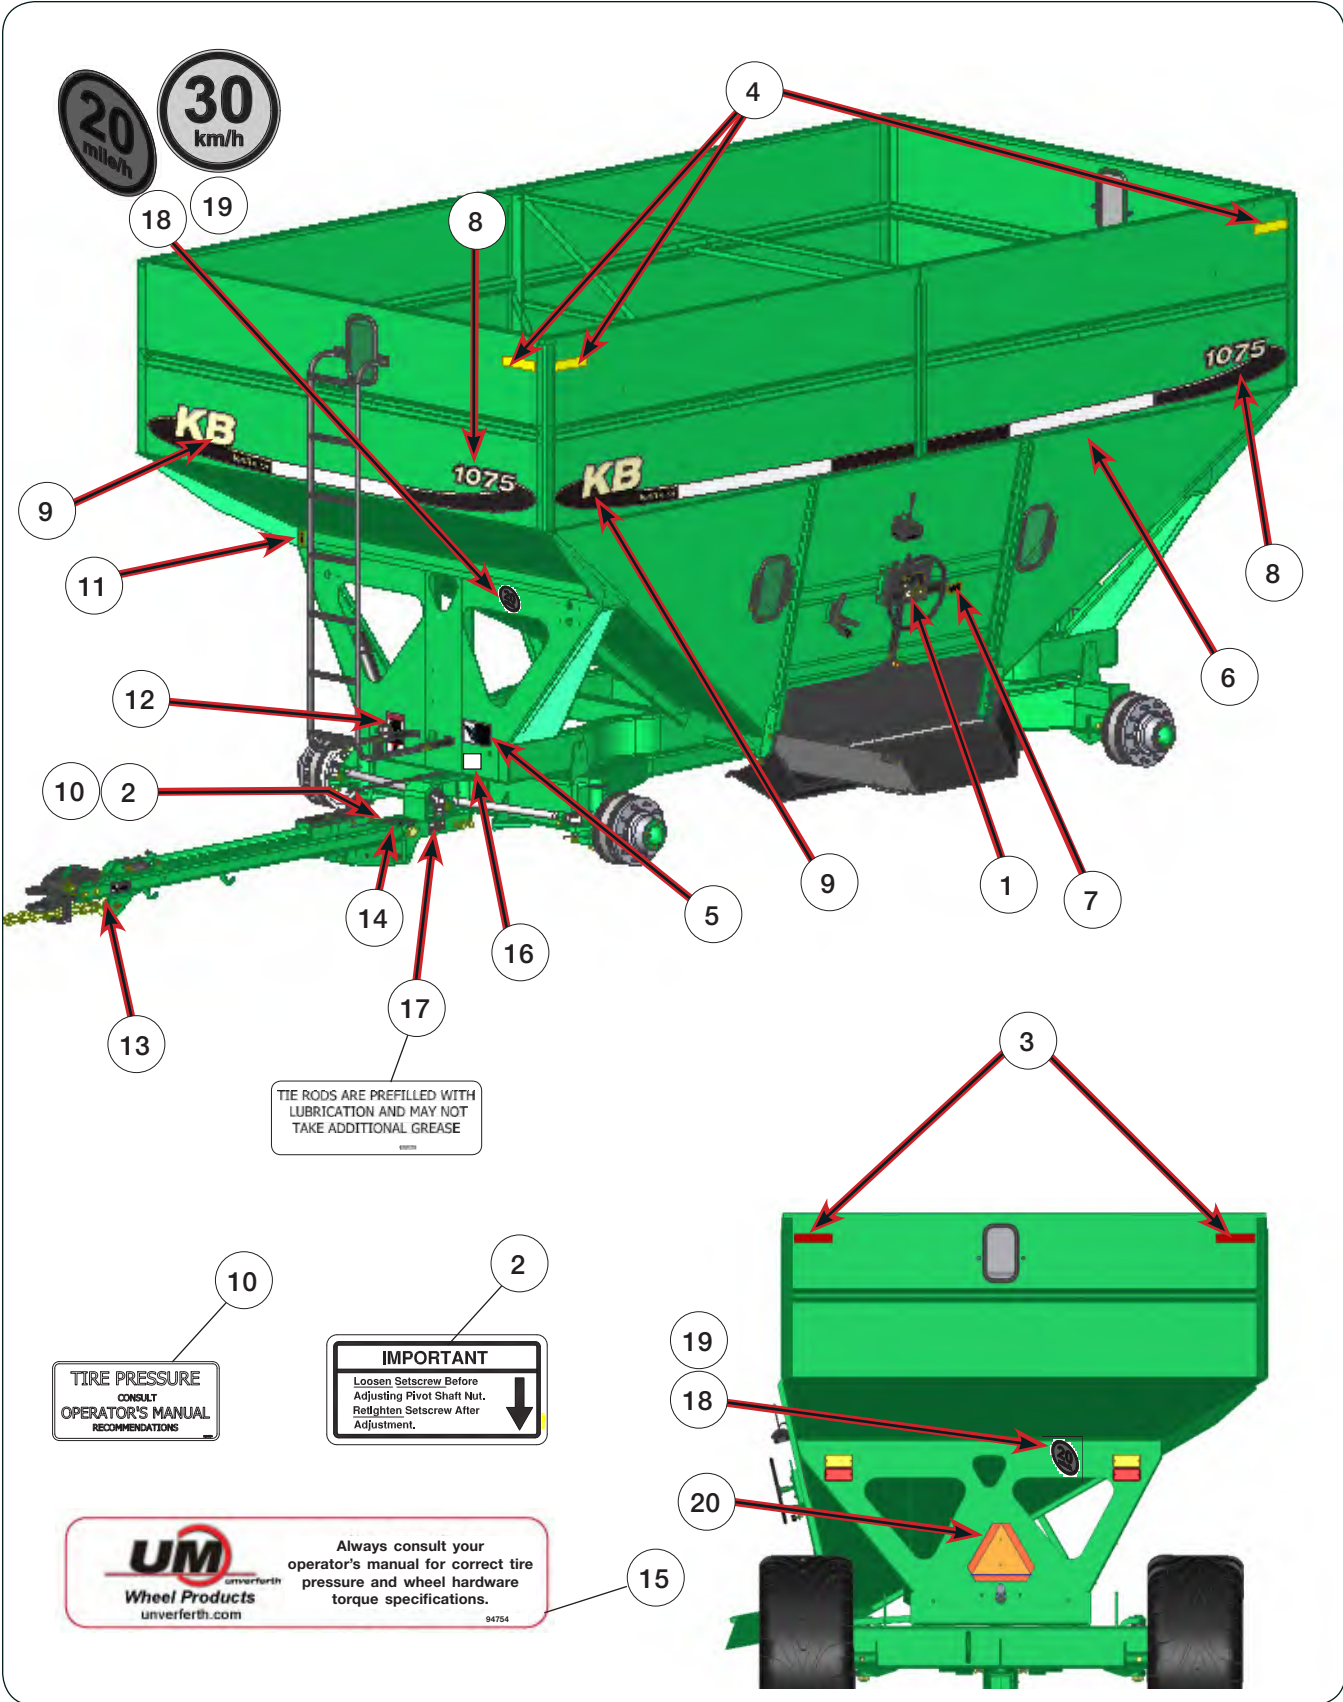 20
mile/h
30
km/h
4
18
19
8
1075
KB
1075
KB
9
11
8
6
12
10
2
14
5
9
1
7
16
17
13
3
TIE RODS ARE PREFILLED WITH
LUBRICATION AND MAY NOT
TAKE ADDITIONAL GREASE
10
2
TIRE PRESSURE
CONSULT
OPERATOR'S MANUAL
RECOMMENDATIONS
IMPORTANT
Loosen Setscrew Before
Adjusting Pivot Shaft Nut.
Retighten Setscrew After
Adjustment.
19
18
20
20
20
UM
unverferth
Wheel Products
unverferth.com
Always consult your
operator's manual for correct tire
pressure and wheel hardware
torque specifications.
94754
15